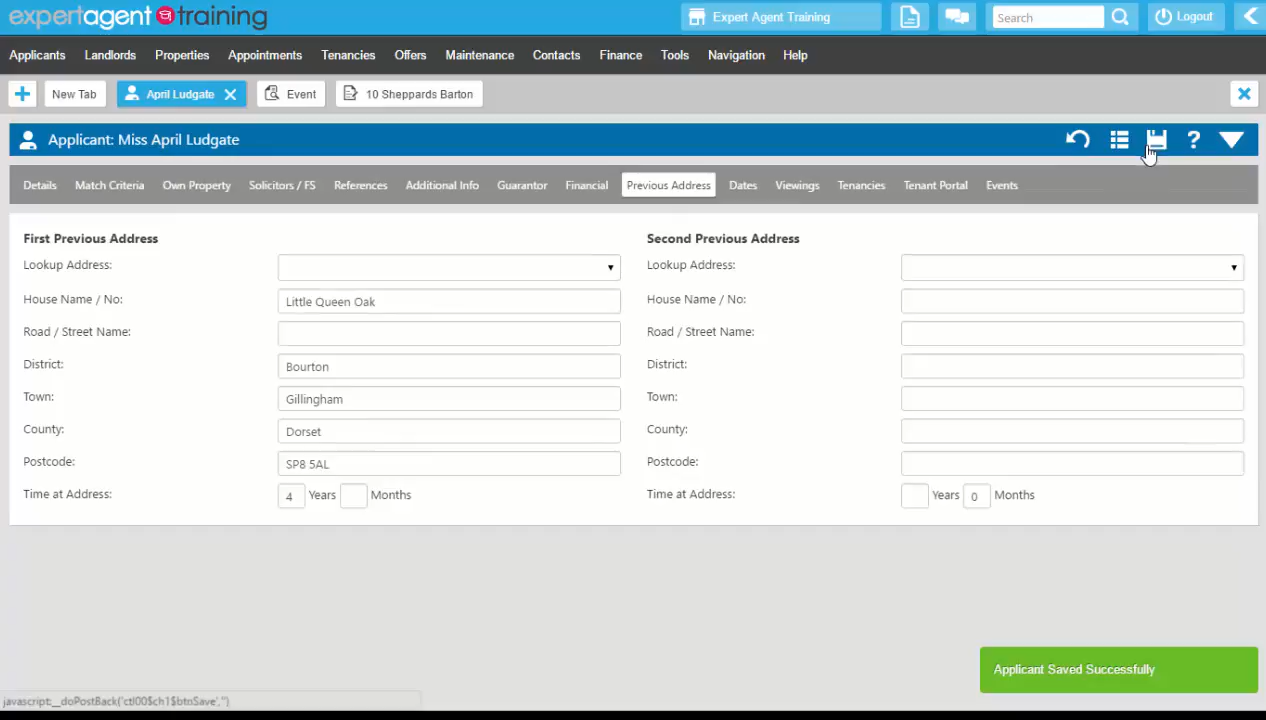 expertagent training Expert Agent Training Search Logout
Applicants Landlords Properties Appointments Tenancies Offers Maintenance Contacts Finance Tools Navigation Help
New Tab April Ludgate Event 10 Sheppards Barton
Applicant: Miss April Ludgate ?
Details Match Criteria Own Property Solicitors / FS References Additional Info Guarantor Financial Previous Address Dates Viewings Tenancies Tenant Portal Events
First Previous Address Second Previous Address
Lookup Address: Lookup Address:
House Name / No: Little Queen Oak House Name / No:
Road / Street Name: Road / Street Name:
District: Bourton District:
Town: Gillingham Town:
County: Dorset County:
Postcode: SP8 5AL Postcode:
Time at Address: 4 Years Months Time at Address: Years 0 Months
Applicant Saved Successfully
javascript:__doPostBack('ctl00$ch1$btnSave','')